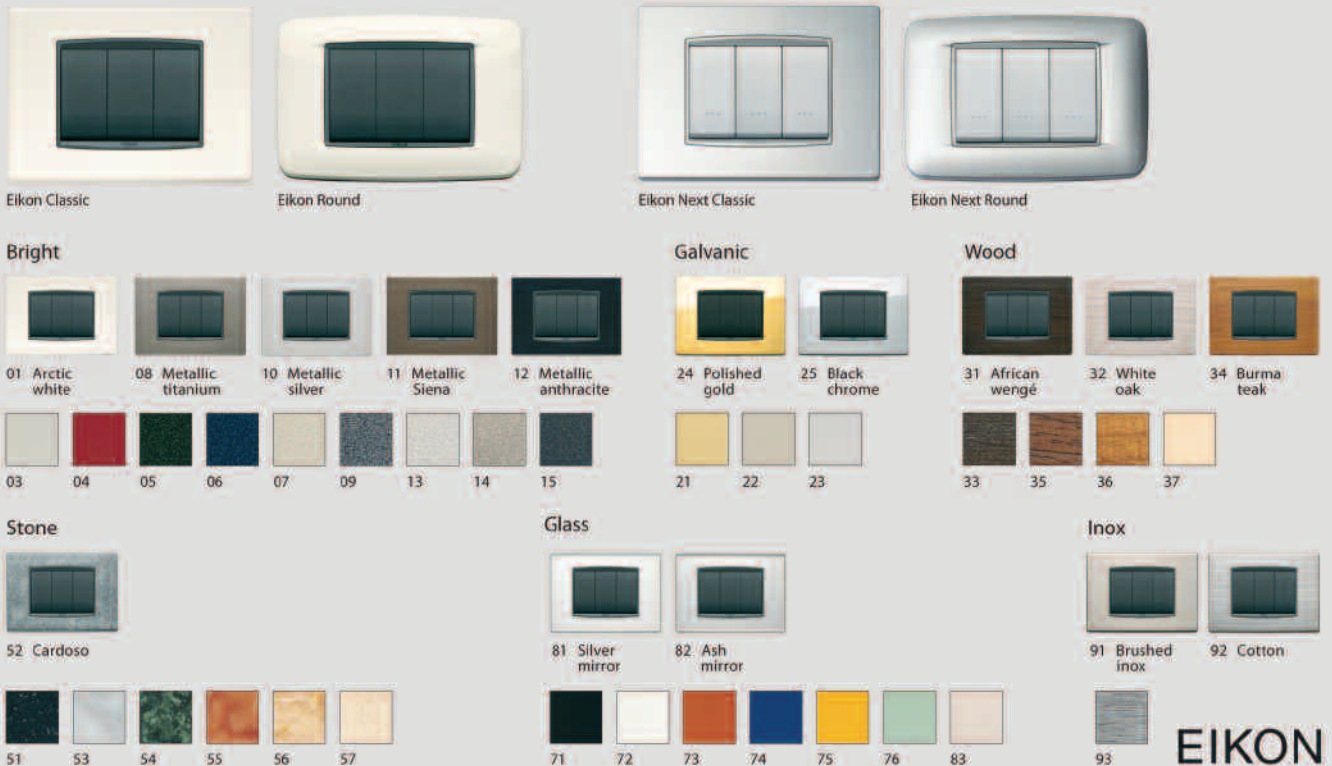 Eikon Classic
Eikon Round
Eikon Next Classic
Eikon Next Round
Bright
Galvanic
Wood
01 Arctic
white
08 Metallic
titanium
10 Metallic
silver
11 Metallic
Siena
12 Metallic
anthracite
24 Polished
gold
25 Black
chrome
31 African
wengé
32 White
oak
34 Burma
teak
03 04 05 06 07 09 13 14 15
21 22 23
33 35 36 37
Stone
Glass
Inox
52 Cardoso
81 Silver
mirror
82 Ash
mirror
91 Brushed
inox
92 Cotton
51 53 54 55 56 57
71 72 73 74 75 76 83
93
EIKON